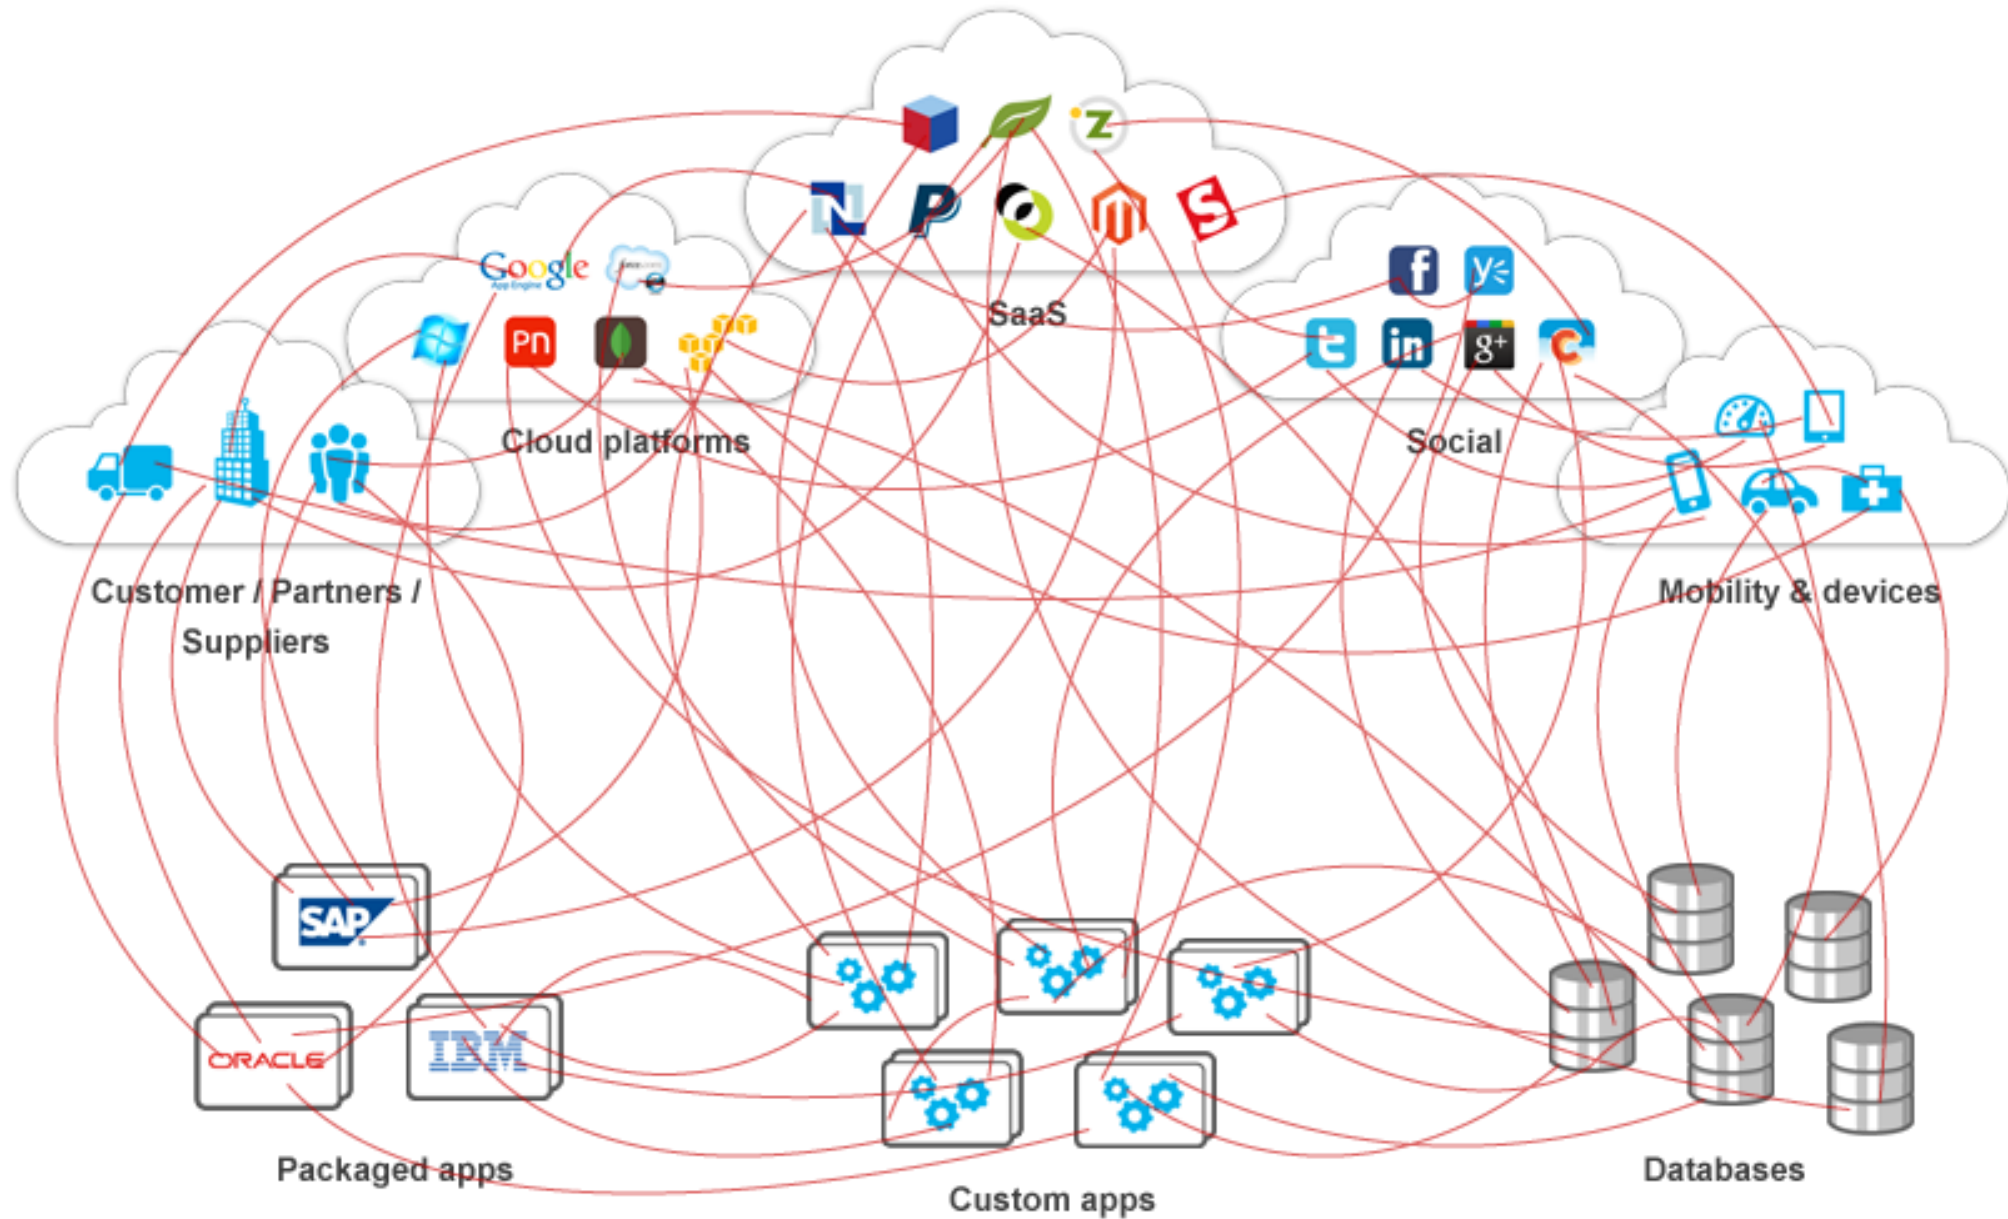 Z
N
P
S
SaaS
Google
App Engine
Pn
Cloud platforms
f
y
t
in
g+
C
Social
Customer / Partners /
Suppliers
Mobility & devices
SAP
ORACLE
IBM
Packaged apps
Custom apps
Databases